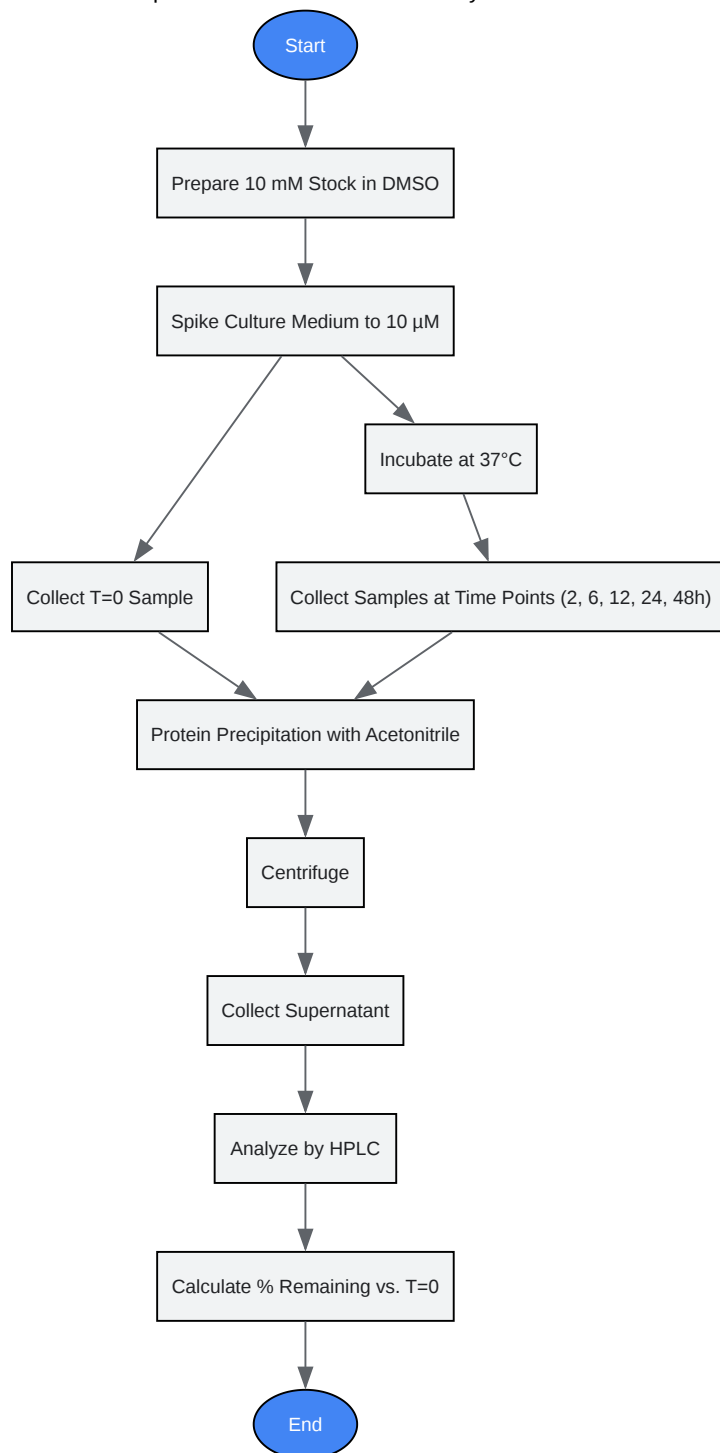 Start
Prepare 10 mM Stock in DMSO
Spike Culture Medium to 10 µM
Incubate at 37°C
Collect T=0 Sample
Collect Samples at Time Points (2, 6, 12, 24, 48h)
Protein Precipitation with Acetonitrile
Centrifuge
Collect Supernatant
Analyze by HPLC
Calculate % Remaining vs. T=0
End